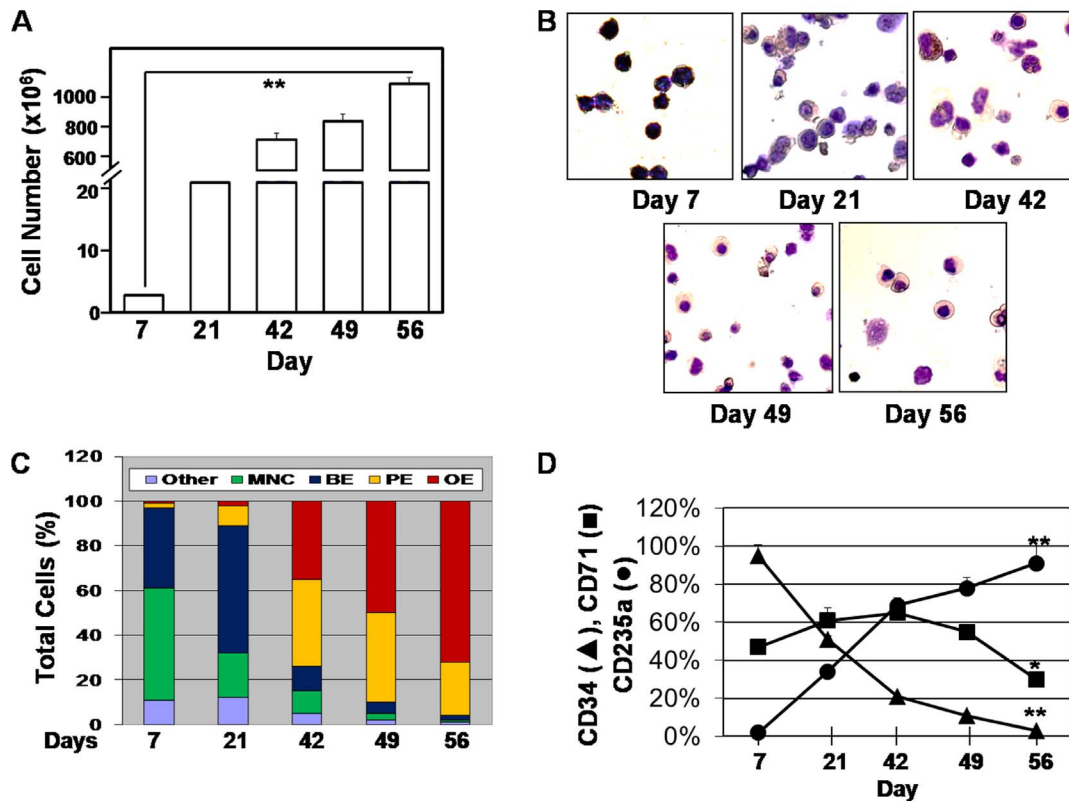 A
Cell Number (x10⁶)
1000
800
600
20
10
0
**
7 21 42 49 56
Day
B
Day 7 Day 21 Day 42
Day 49 Day 56
C
Total Cells (%)
120
100
80
60
40
20
0
Other MNC BE PE OE
Days 7 21 42 49 56
D
CD34 (▲), CD71 (■)
CD235a (●)
120%
100%
80%
60%
40%
20%
0%
**
*
**
7 21 42 49 56
Day